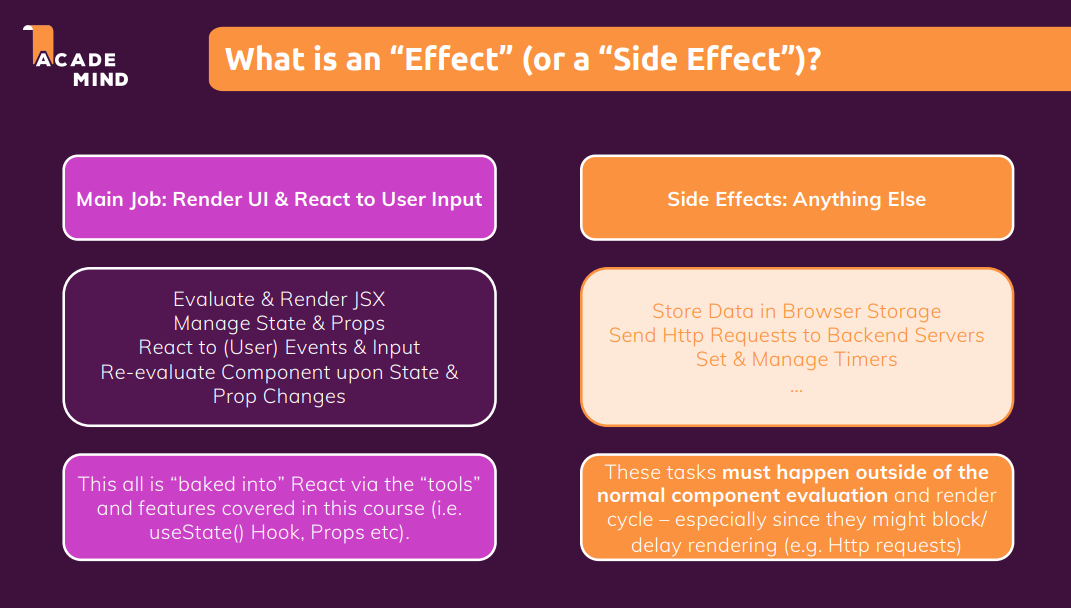 ACADE
MIND
What is an “Effect” (or a “Side Effect”)?
Main Job: Render UI & React to User Input
Evaluate & Render JSX
Manage State & Props
React to (User) Events & Input
Re-evaluate Component upon State &
Prop Changes
This all is “baked into” React via the “tools”
and features covered in this course (i.e.
useState() Hook, Props etc).
Side Effects: Anything Else
Store Data in Browser Storage
Send Http Requests to Backend Servers
Set & Manage Timers
…
These tasks must happen outside of the
normal component evaluation and render
cycle – especially since they might block/
delay rendering (e.g. Http requests)